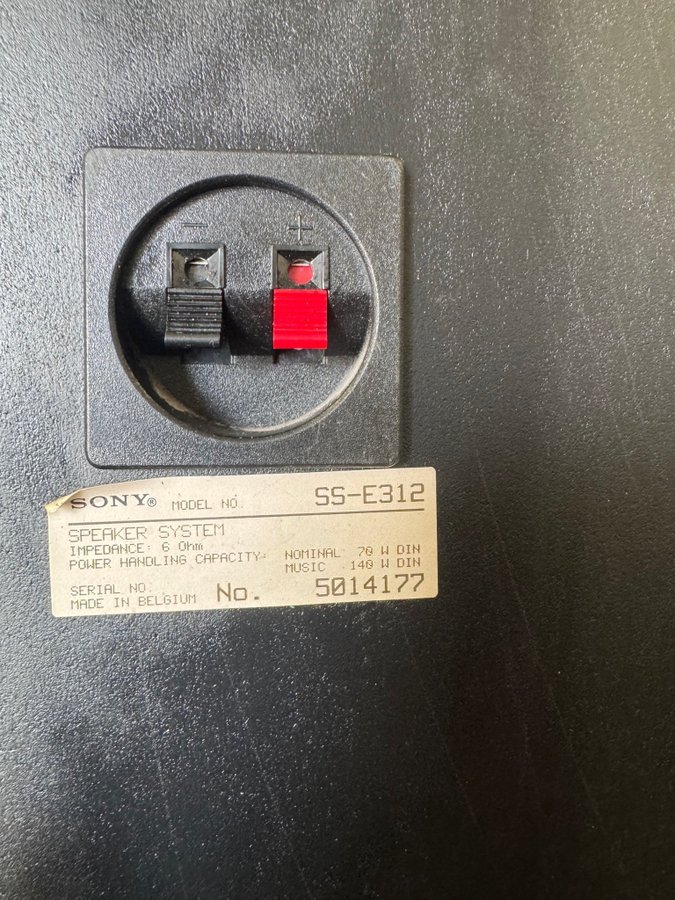 - +
SONY® MODEL NO. SS-E312
SPEAKER SYSTEM
IMPEDANCE: 6 Ohm
POWER HANDLING CAPACITY: NOMINAL 70 W DIN
MUSIC 140 W DIN
SERIAL NO.
MADE IN BELGIUM No. 5014177